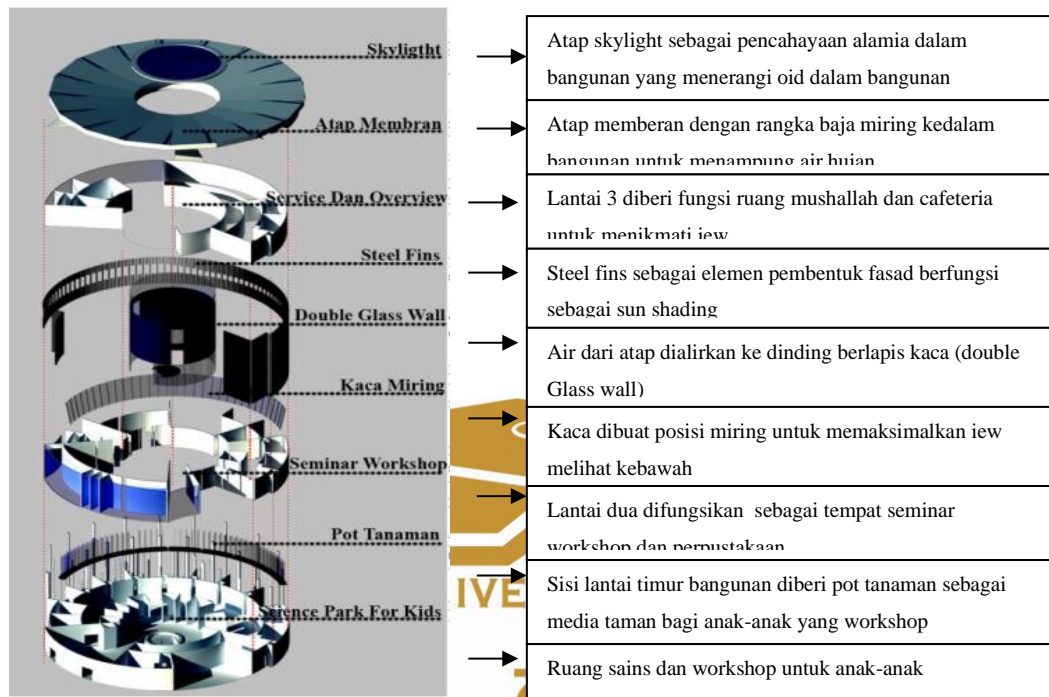 Skyligtht
Atap Membran
Service Dan Overview
Steel Fins
Double Glass Wall
Kaca Miring
Seminar Workshop
Pot Tanaman
Science Park For Kids
Atap skylight sebagai pencahayaan alamia dalam
bangunan yang menerangi oid dalam bangunan
Atap memberan dengan rangka baja miring kedalam
bangunan untuk menampung air hujan
Lantai 3 diberi fungsi ruang mushallah dan cafeteria
untuk menikmati iew
Steel fins sebagai elemen pembentuk fasad berfungsi
sebagai sun shading
Air dari atap dialirkan ke dinding berlapis kaca (double
Glass wall)
Kaca dibuat posisi miring untuk memaksimalkan iew
melihat kebawah
Lantai dua difungsikan sebagai tempat seminar
workshop dan perpustakaan
Sisi lantai timur bangunan diberi pot tanaman sebagai
media taman bagi anak-anak yang workshop
Ruang sains dan workshop untuk anak-anak
IVE